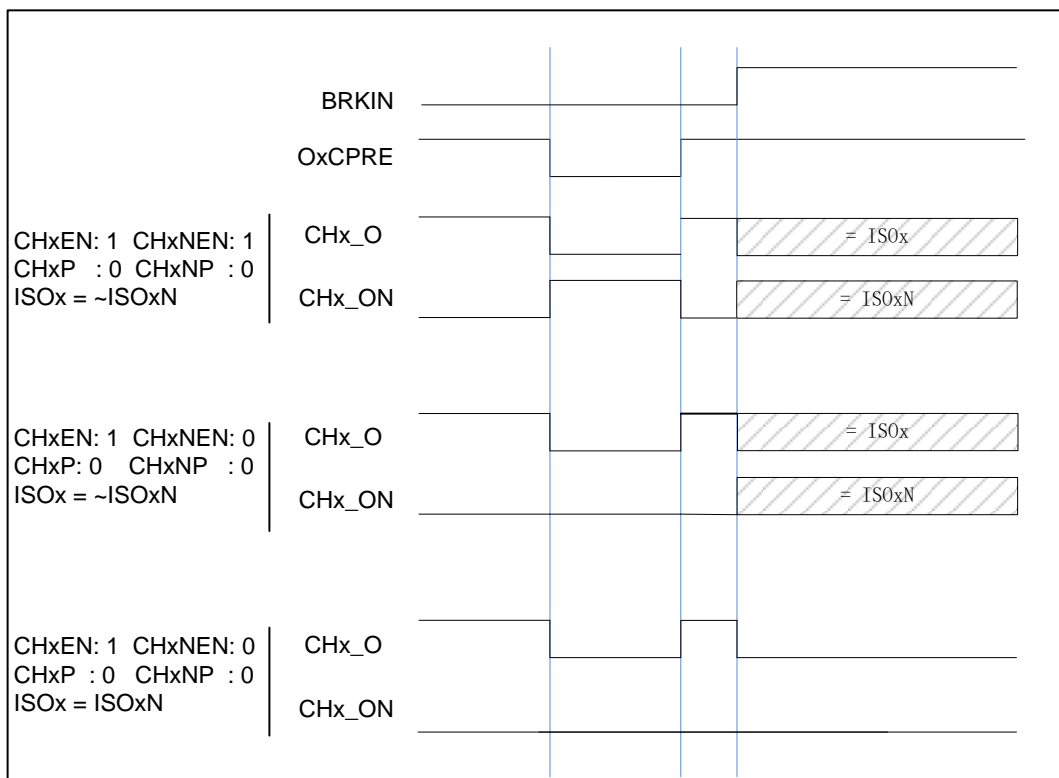 BRKIN
OxCPRE
CHxEN: 1 CHxNEN: 1
CHxP : 0 CHxNP : 0
ISOx = ~ISOxN
CHx_O
= ISOx
CHx_ON
= ISOxN
CHxEN: 1 CHxNEN: 0
CHxP: 0 CHxNP : 0
ISOx = ~ISOxN
CHx_O
= ISOx
CHx_ON
= ISOxN
CHxEN: 1 CHxNEN: 0
CHxP : 0 CHxNP : 0
ISOx = ISOxN
CHx_O
CHx_ON